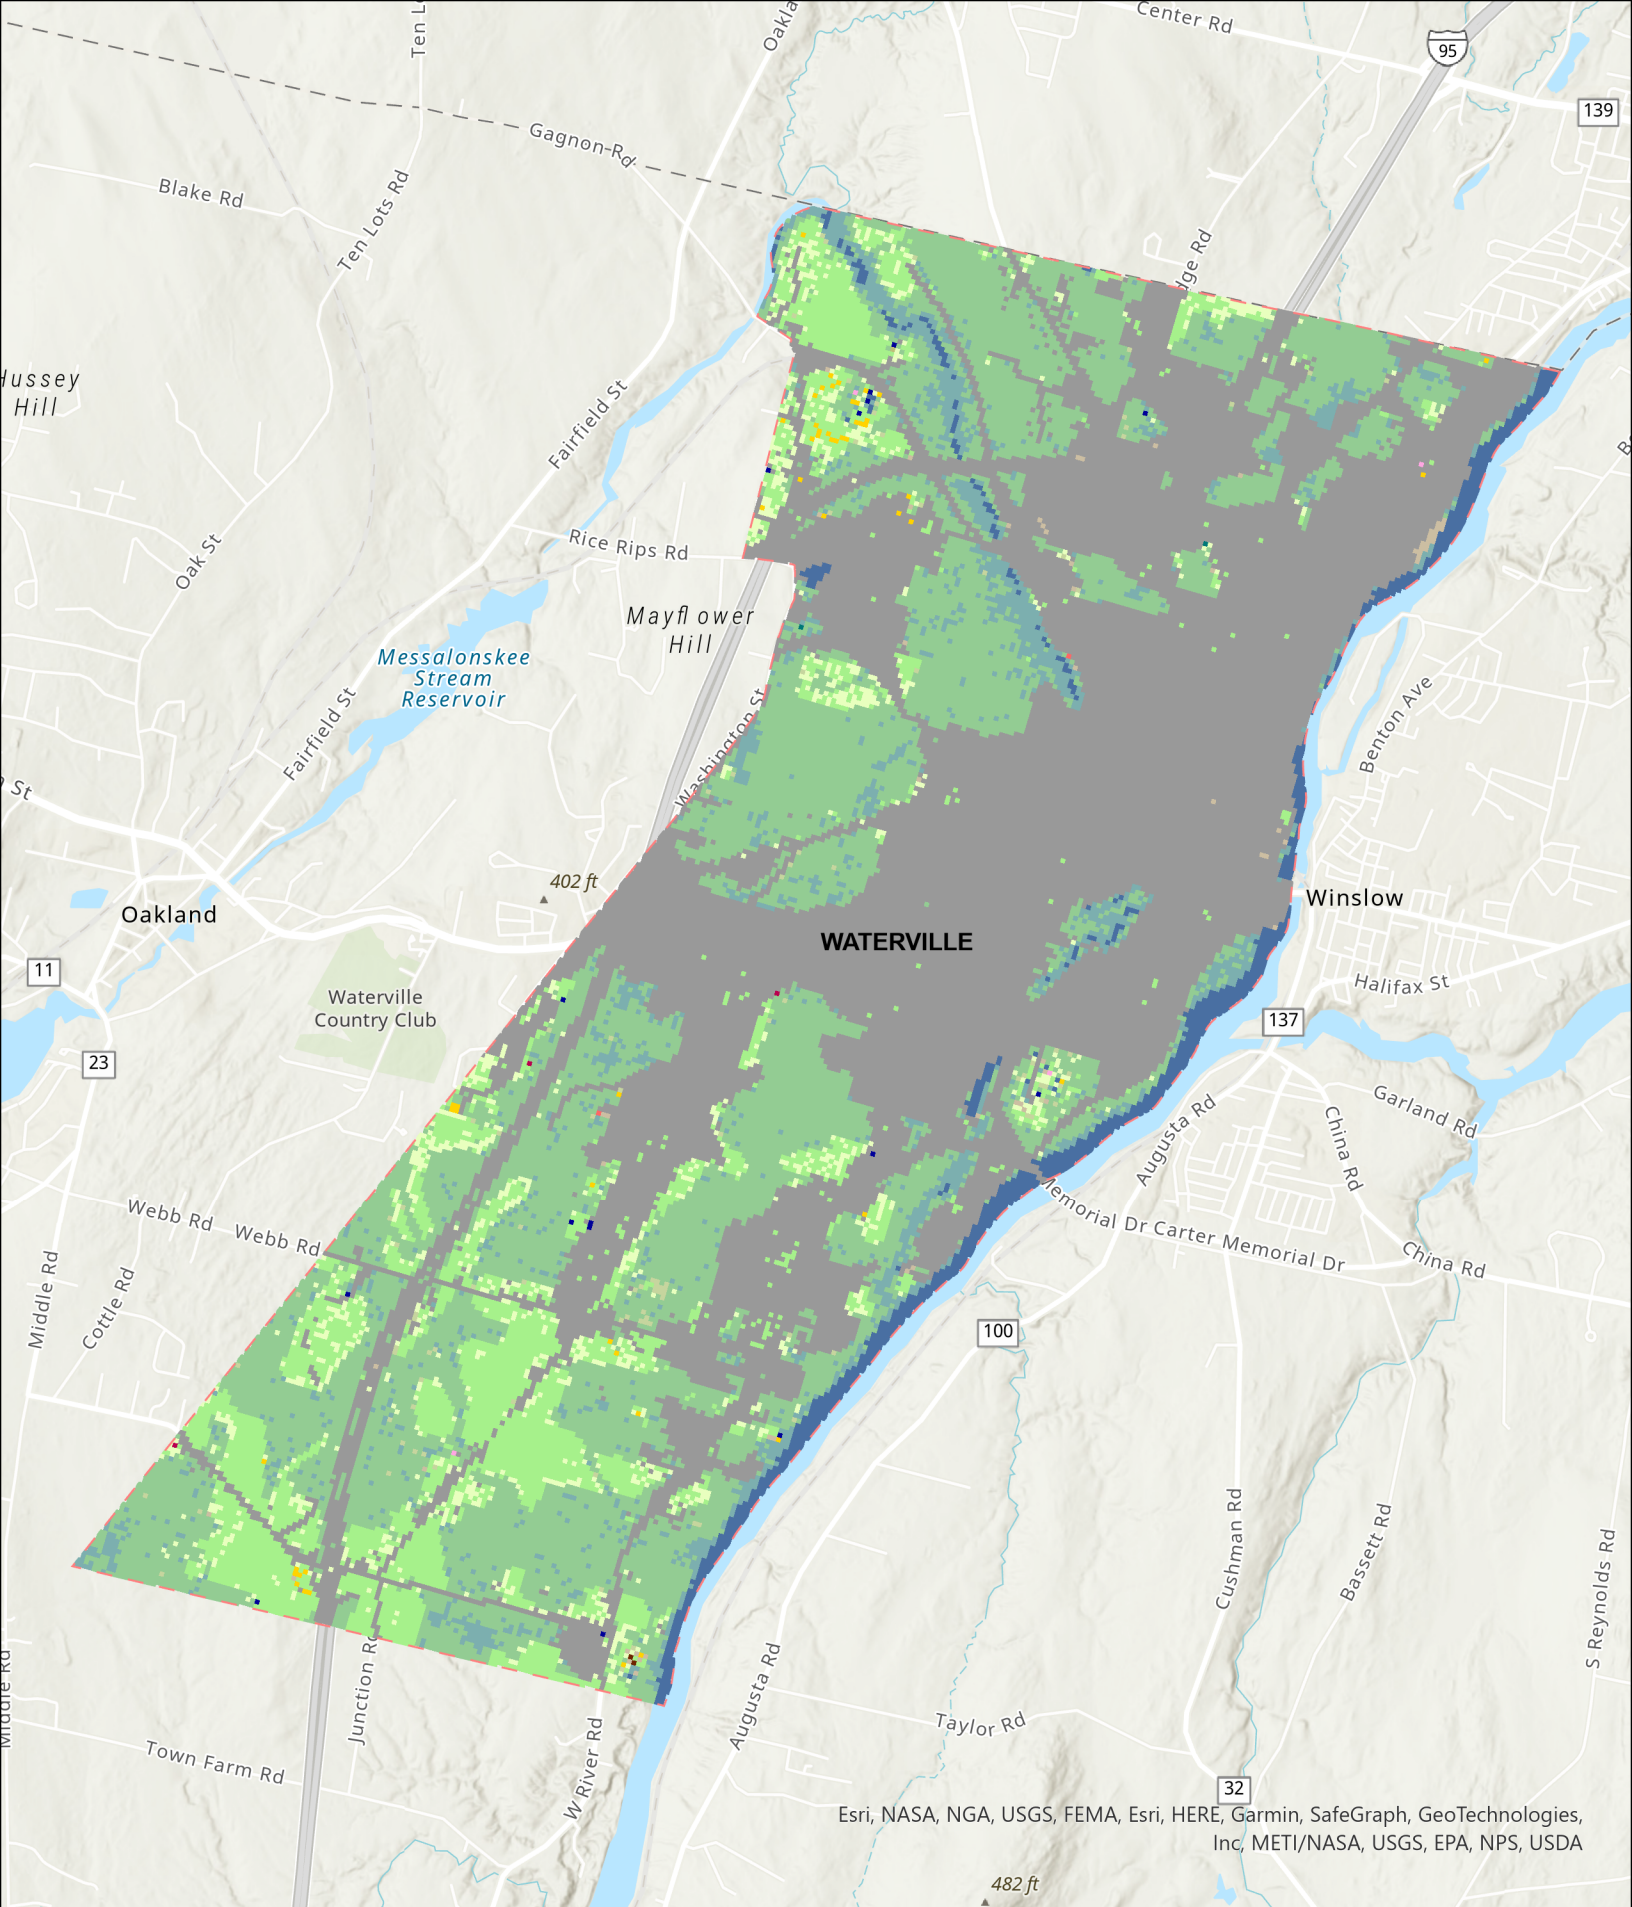 Ten L
Oakla
Center Rd
95
139
Gagnon Rd
Blake Rd
Ten Lots Rd
dge Rd
Hussey
Hill
Fairfield St
Oak St
Rice Rips Rd
Mayflower
Hill
Messalonskee
Stream
Reservoir
Fairfield St
Washington St
Benton Ave
St
402 ft
Oakland
WATERVILLE
Winslow
11
Waterville
Country Club
Halifax St
137
23
Augusta Rd
China Rd
Garland Rd
Webb Rd
Webb Rd
Memorial Dr
Carter Memorial Dr
China Rd
Middle Rd
Cottle Rd
100
Cushman Rd
Bassett Rd
S Reynolds Rd
Middle Rd
Junction Rd
W River Rd
Augusta Rd
Taylor Rd
Town Farm Rd
32
Esri, NASA, NGA, USGS, FEMA, Esri, HERE, Garmin, SafeGraph, GeoTechnologies,
Inc, METI/NASA, USGS, EPA, NPS, USDA
482 ft